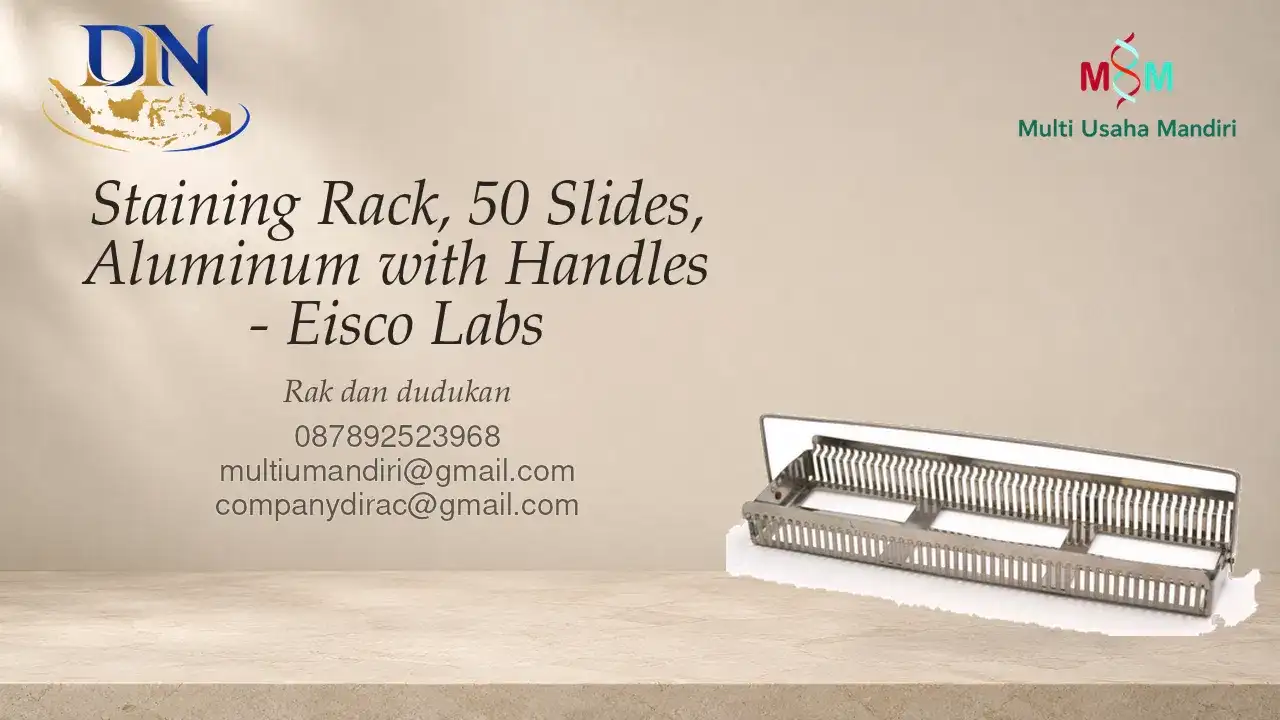 DN
M M
Multi Usaha Mandiri
Staining Rack, 50 Slides,
Aluminum with Handles
- Eisco Labs
Rak dan dudukan
087892523968
multiumandiri@gmail.com
companydirac@gmail.com